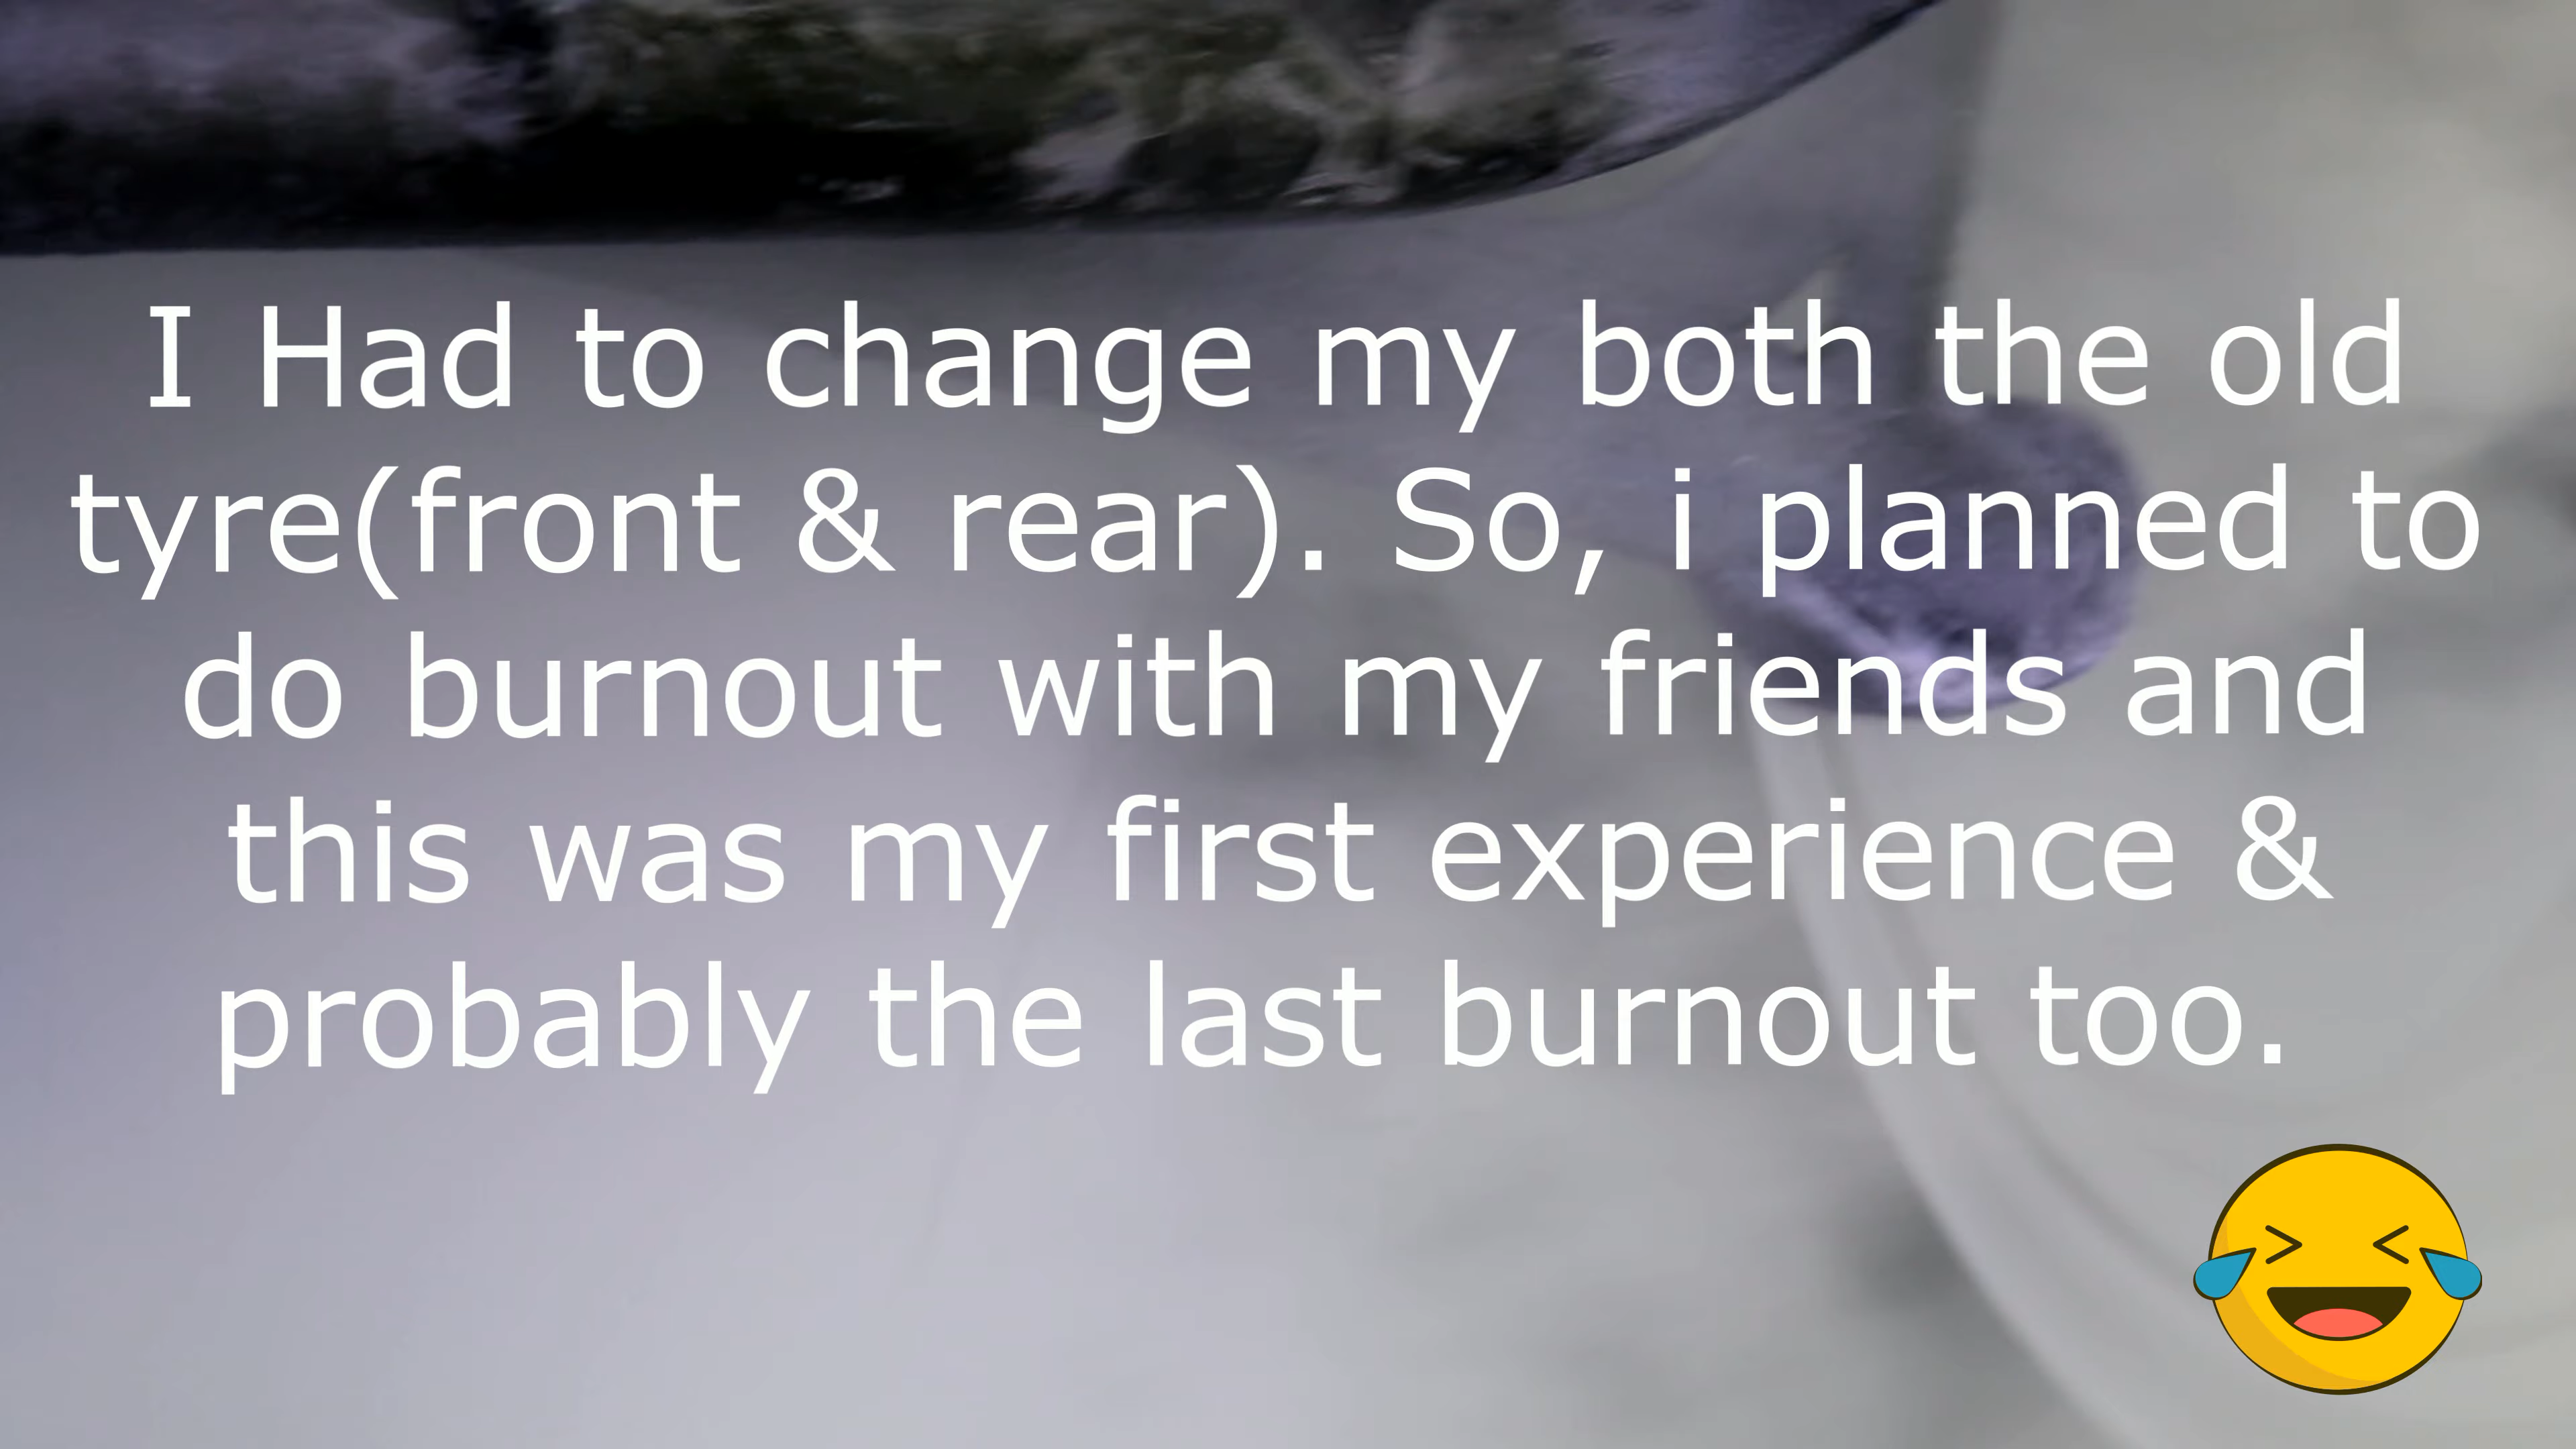 I Had to change my both the old
tyre(front & rear). So, i planned to
do burnout with my friends and
this was my first experience &
probably the last burnout too.